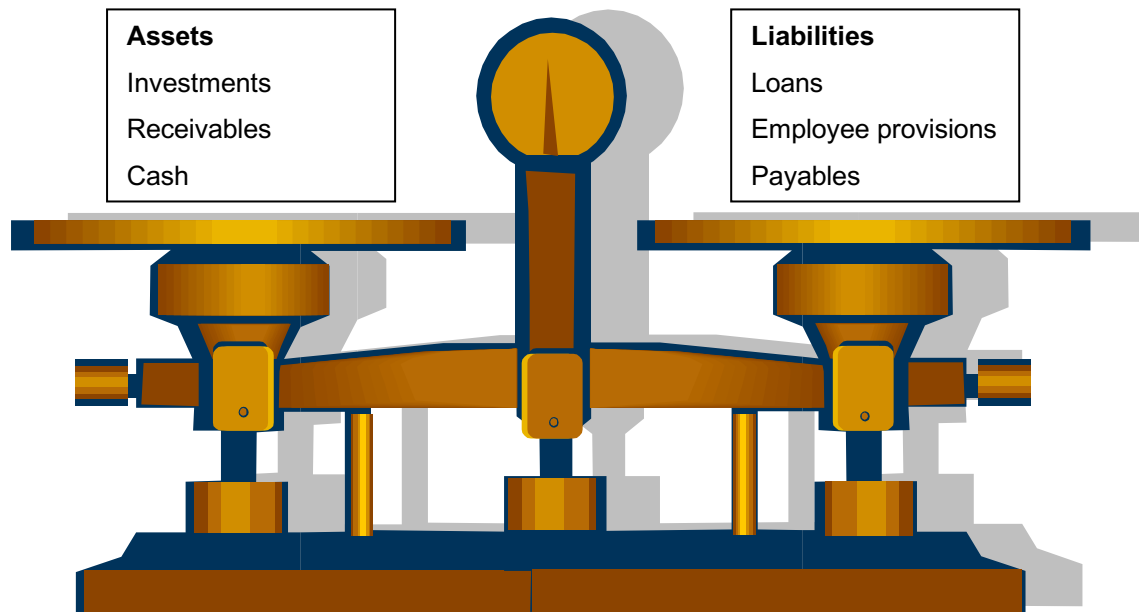 Assets
Investments
Receivables
Cash
Liabilities
Loans
Employee provisions
Payables